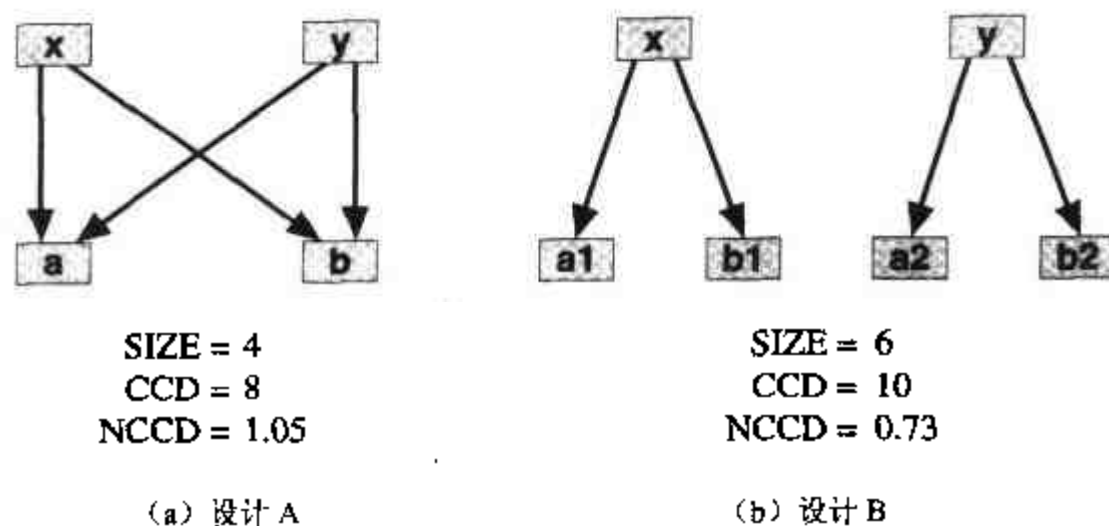 x
y
a
b
SIZE = 4
CCD = 8
NCCD = 1.05
(a) 设计 A
x
y
a1
b1
a2
b2
SIZE = 6
CCD = 10
NCCD = 0.73
(b) 设计 B